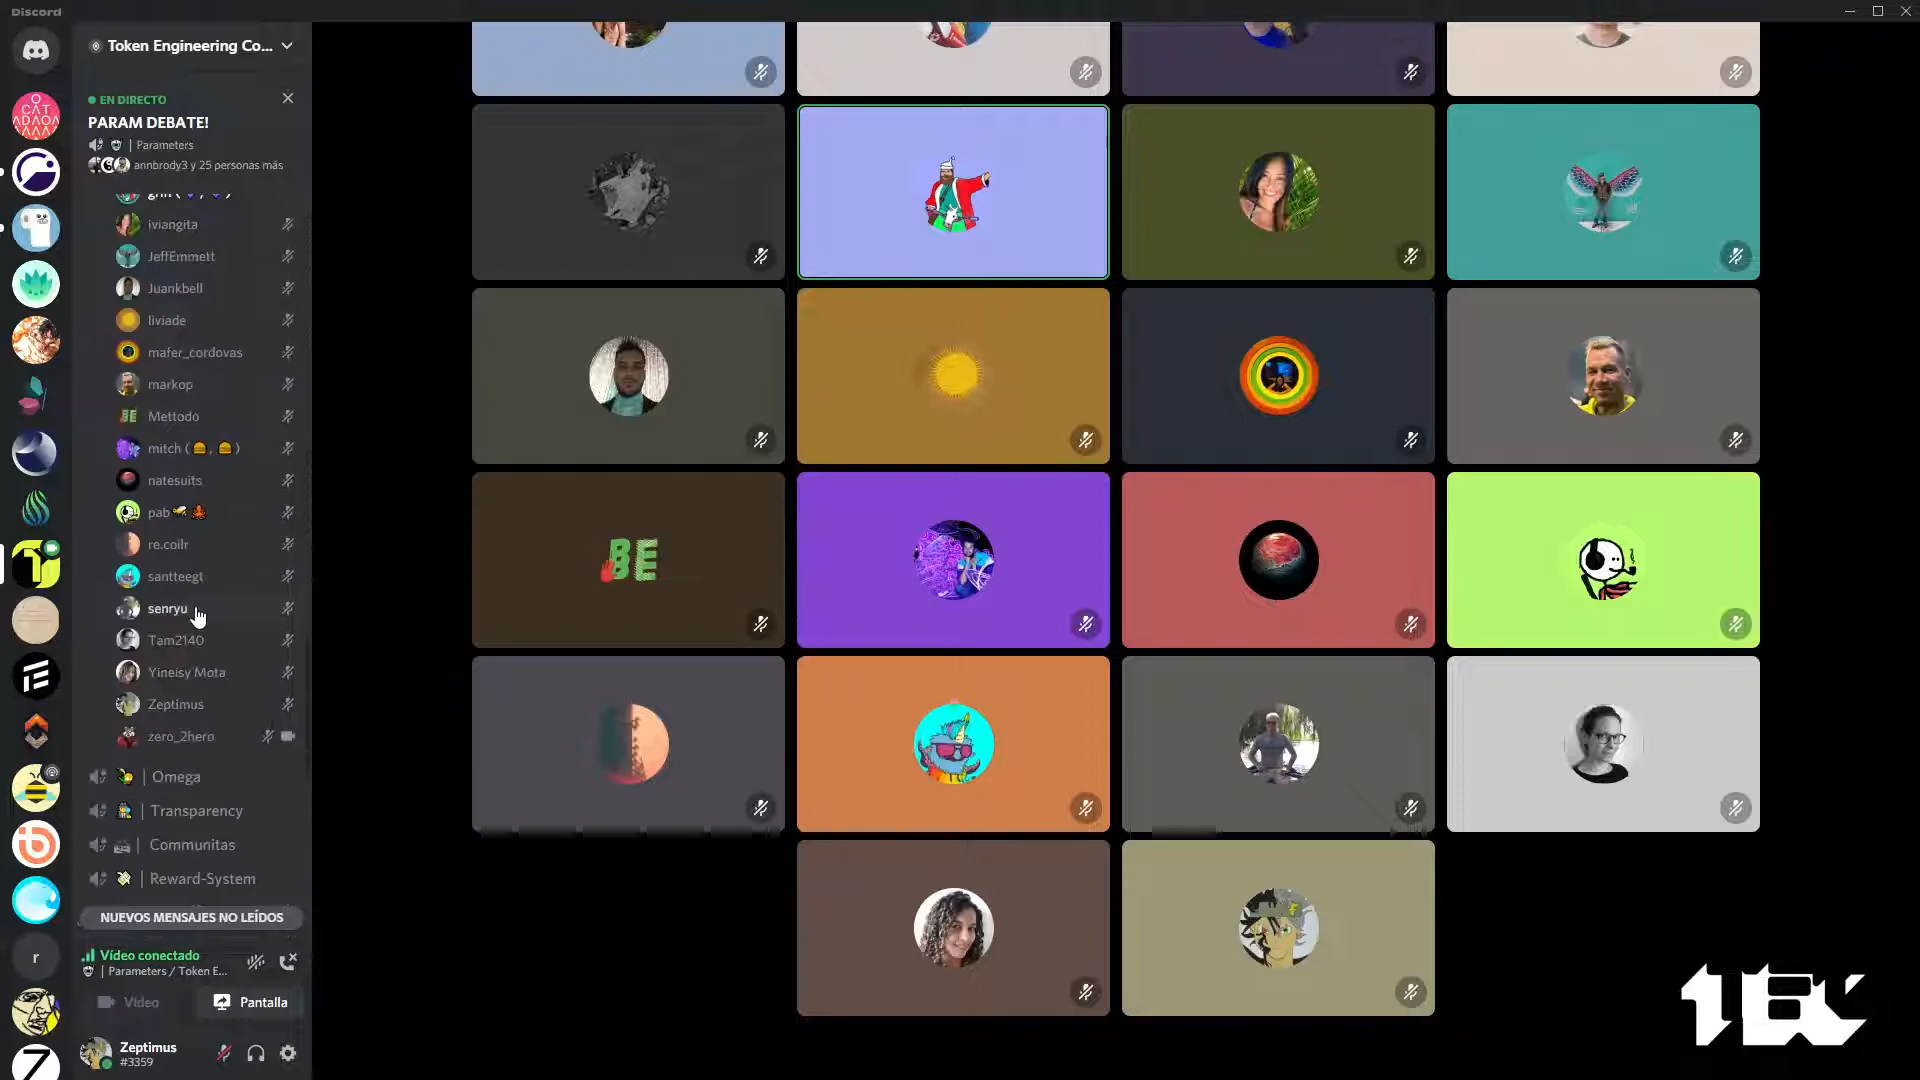 Discord
Token Engineering Co...
EN DIRECTO
PARAM DEBATE!
| Parameters
annbrody3 y 25 personas más
iviangita
JeffEmmett
Juankbell
liviade
mafer_cordovas
markop
Mettodo
mitch ( , )
natesuits
pab
re.coilr
santteegt
senryu
Tam2140
Yineisy Mota
Zeptimus
zero_2hero
| Omega
| Transparency
| Communitas
| Reward-System
NUEVOS MENSAJES NO LEÍDOS
Vídeo conectado
| Parameters / Token E...
Vídeo
Pantalla
Zeptimus
#3359
r
BE
TEC